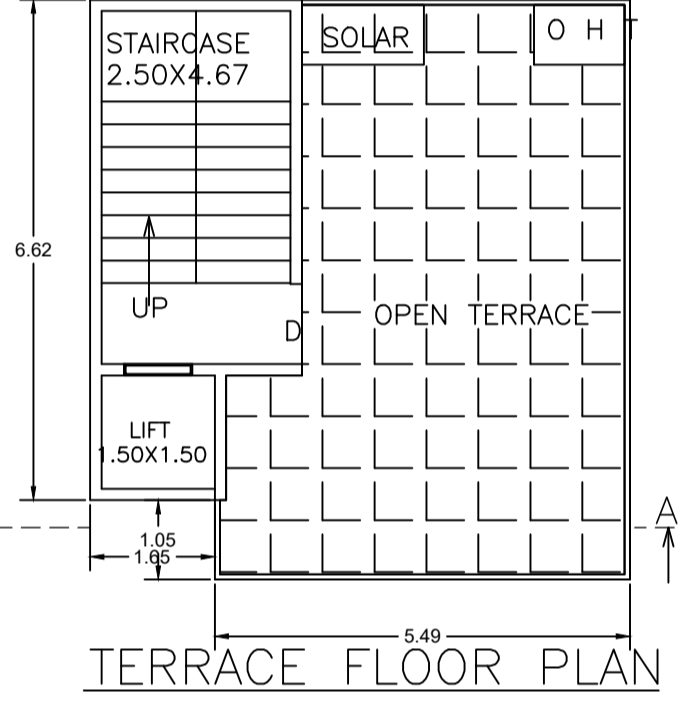 STAIRCASE
2.50X4.67
SOLAR
O H T
6.62
UP
D
OPEN TERRACE
LIFT
1.50X1.50
A
1.05
1.65
5.49
TERRACE FLOOR PLAN